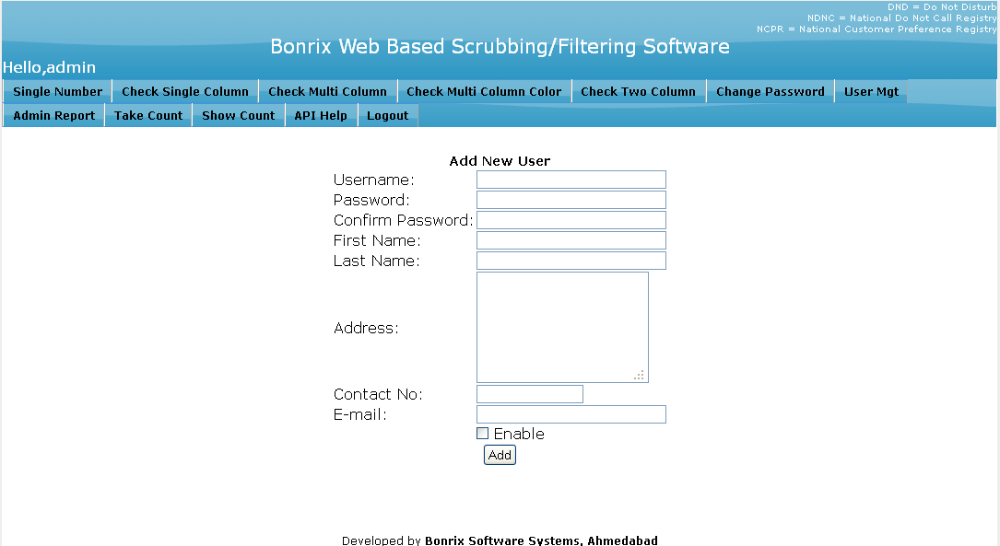 DND = Do Not Disturb
NDNC = National Do Not Call Registry
NCPR = National Customer Preference Registry
Bonrix Web Based Scrubbing/Filtering Software
Hello,admin
Single Number Check Single Column Check Multi Column Check Multi Column Color Check Two Column Change Password User Mgt
Admin Report Take Count Show Count API Help Logout
Add New User
Username:
Password:
Confirm Password:
First Name:
Last Name:
Address:
Contact No:
E-mail:
Enable
Add
Developed by Bonrix Software Systems, Ahmedabad